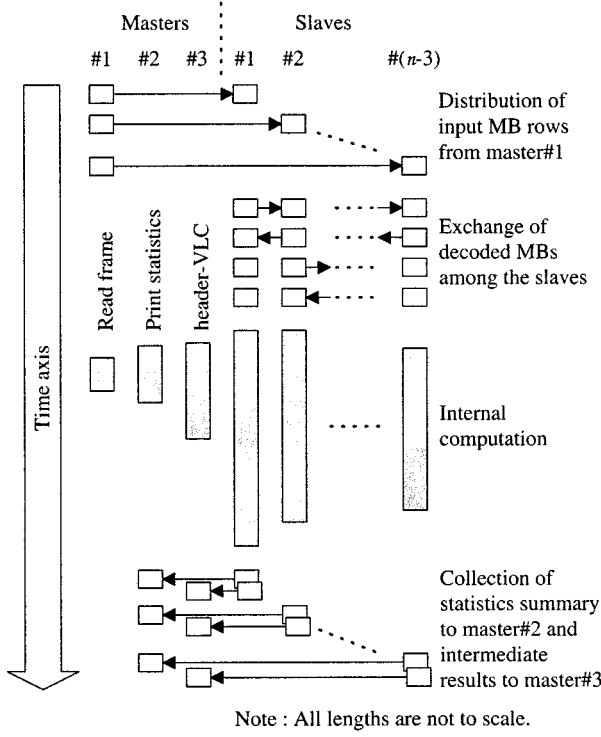 Masters
Slaves
#1 #2 #3 #1 #2 #(n-3)
Distribution of
input MB rows
from master#1
Exchange of
decoded MBs
among the slaves
Read frame
Print statistics
header-VLC
Time axis
Internal
computation
Collection of
statistics summary
to master#2 and
intermediate
results to master#3
Note : All lengths are not to scale.